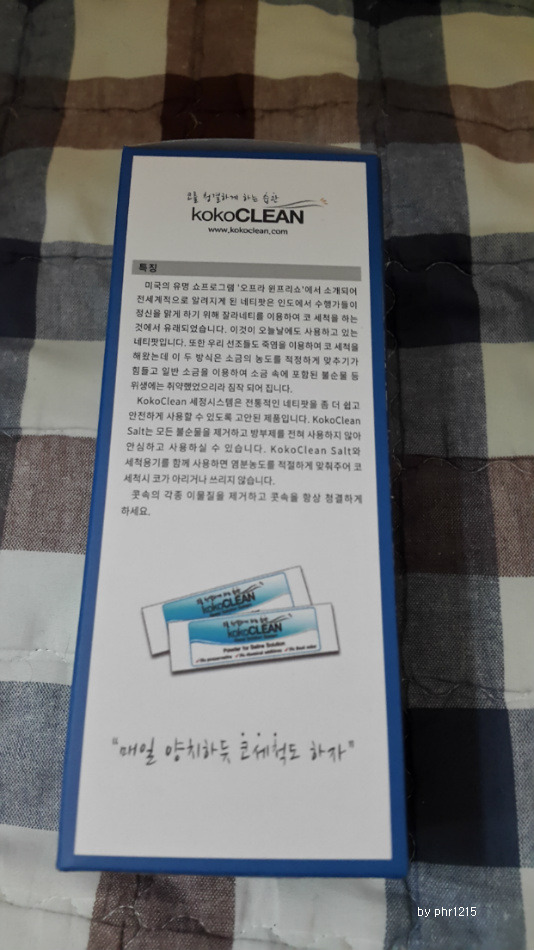 코를 청결하게 하는 습관
kokoCLEAN
www.kokoclean.com
특징
미국의 유명 쇼프로그램 '오프라 윈프리쇼'에서 소개되어
전세계적으로 알려지게 된 네티팟은 인도에서 수행가들이
정신을 맑게 하기 위해 잘라네티를 이용하여 코 세척을 하는
것에서 유래되었습니다. 이것이 오늘날에도 사용하고 있는
네티팟입니다. 또한 우리 선조들도 죽염을 이용하여 코 세척을
해왔는데 이 두 방식은 소금의 농도를 적정하게 맞추기가
힘들고 일반 소금을 이용하여 소금 속에 포함된 불순물 등
위생에는 취약했었으리라 짐작 되어 집니다.
KokoClean 세정시스템은 전통적인 네티팟을 좀 더 쉽고
안전하게 사용할 수 있도록 고안된 제품입니다. KokoClean
Salt는 모든 불순물을 제거하고 방부제를 전혀 사용하지 않아
안심하고 사용하실 수 있습니다. KokoClean Salt와
세척용기를 함께 사용하면 염분농도를 적절하게 맞춰주어 코
세척시 코가 아리거나 쓰리지 않습니다.
콧속의 각종 이물질을 제거하고 콧속을 항상 청결하게
하세요.
kokoCLEAN
kokoCLEAN
Powder for Saline Solution
"매일 양치하듯 코세척도 하자"
by phr1215